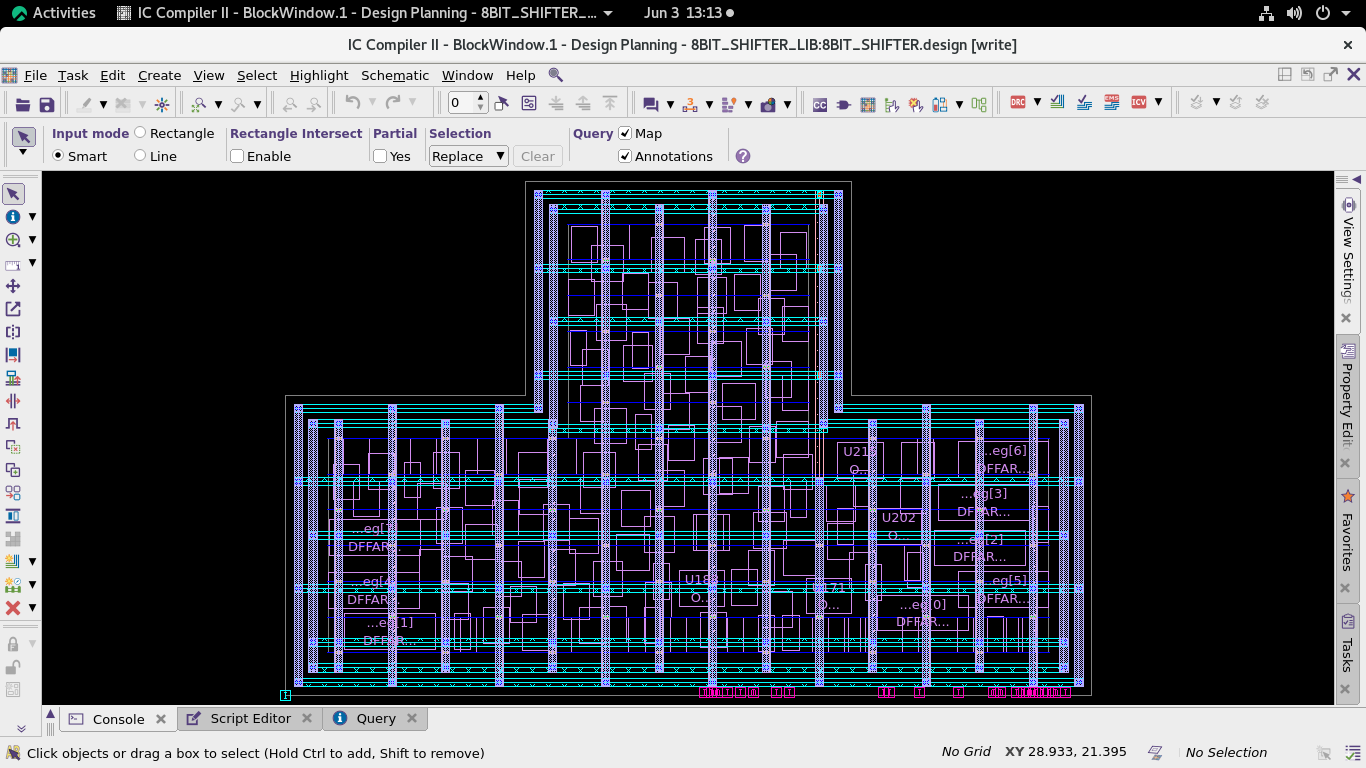 Activities
IC Compiler II - BlockWindow.1 - Design Planning - 8BIT_SHIFTER_...
Jun 3 13:13
IC Compiler II - BlockWindow.1 - Design Planning - 8BIT_SHIFTER_LIB:8BIT_SHIFTER.design [write]
File Task Edit Create View Select Highlight Schematic Window Help
0
CC
DRC
EMS
ICV
Input mode Rectangle Rectangle Intersect Partial Selection Query Map
Smart Line Enable Yes Replace Clear Annotations
View Settings
Property Edit
Favorites
Tasks
U202
...eg[6]
DFFAR...
...eg[3]
DFFAR...
...eg[2]
DFFAR...
...eg[5]
DFFAR...
...eg[0]
DFFAR...
DFFAR...
...eg[4]
DFFAR...
...eg[1]
DFFAR...
O...
Console Script Editor Query
Click objects or drag a box to select (Hold Ctrl to add, Shift to remove)
No Grid XY 28.933, 21.395 No Selection